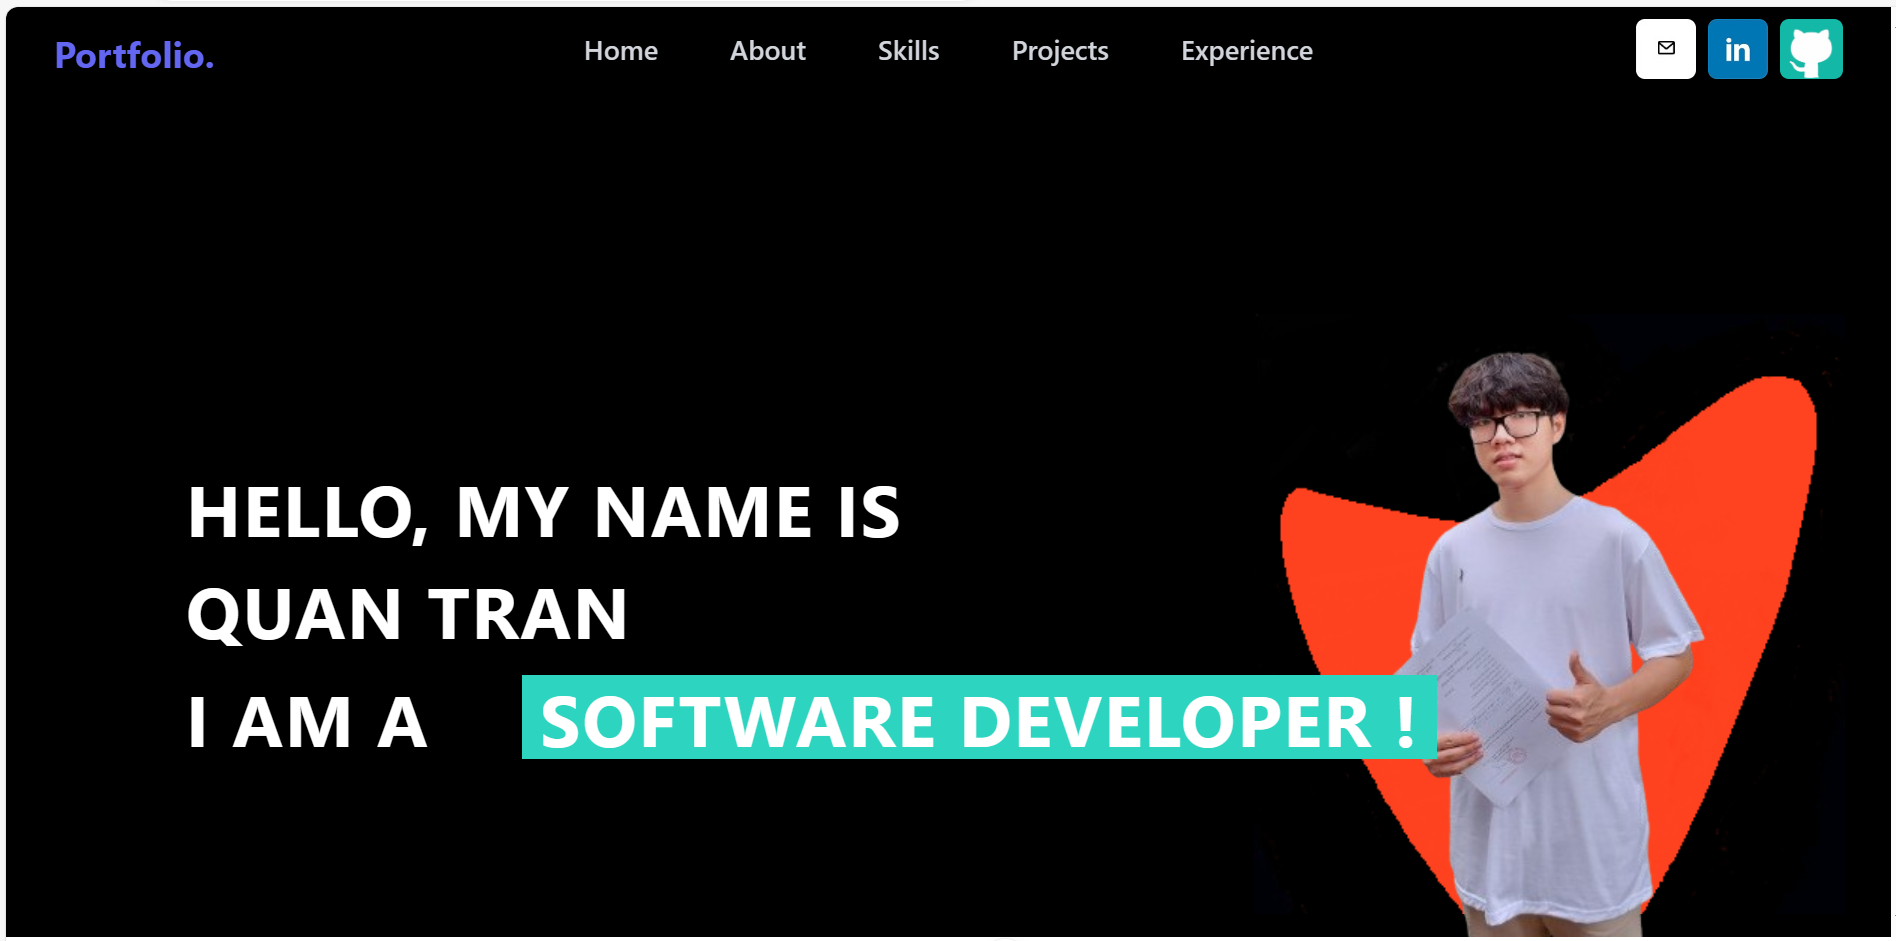 Portfolio.
Home About Skills Projects Experience
in
HELLO, MY NAME IS
QUAN TRAN
I AM A SOFTWARE DEVELOPER !